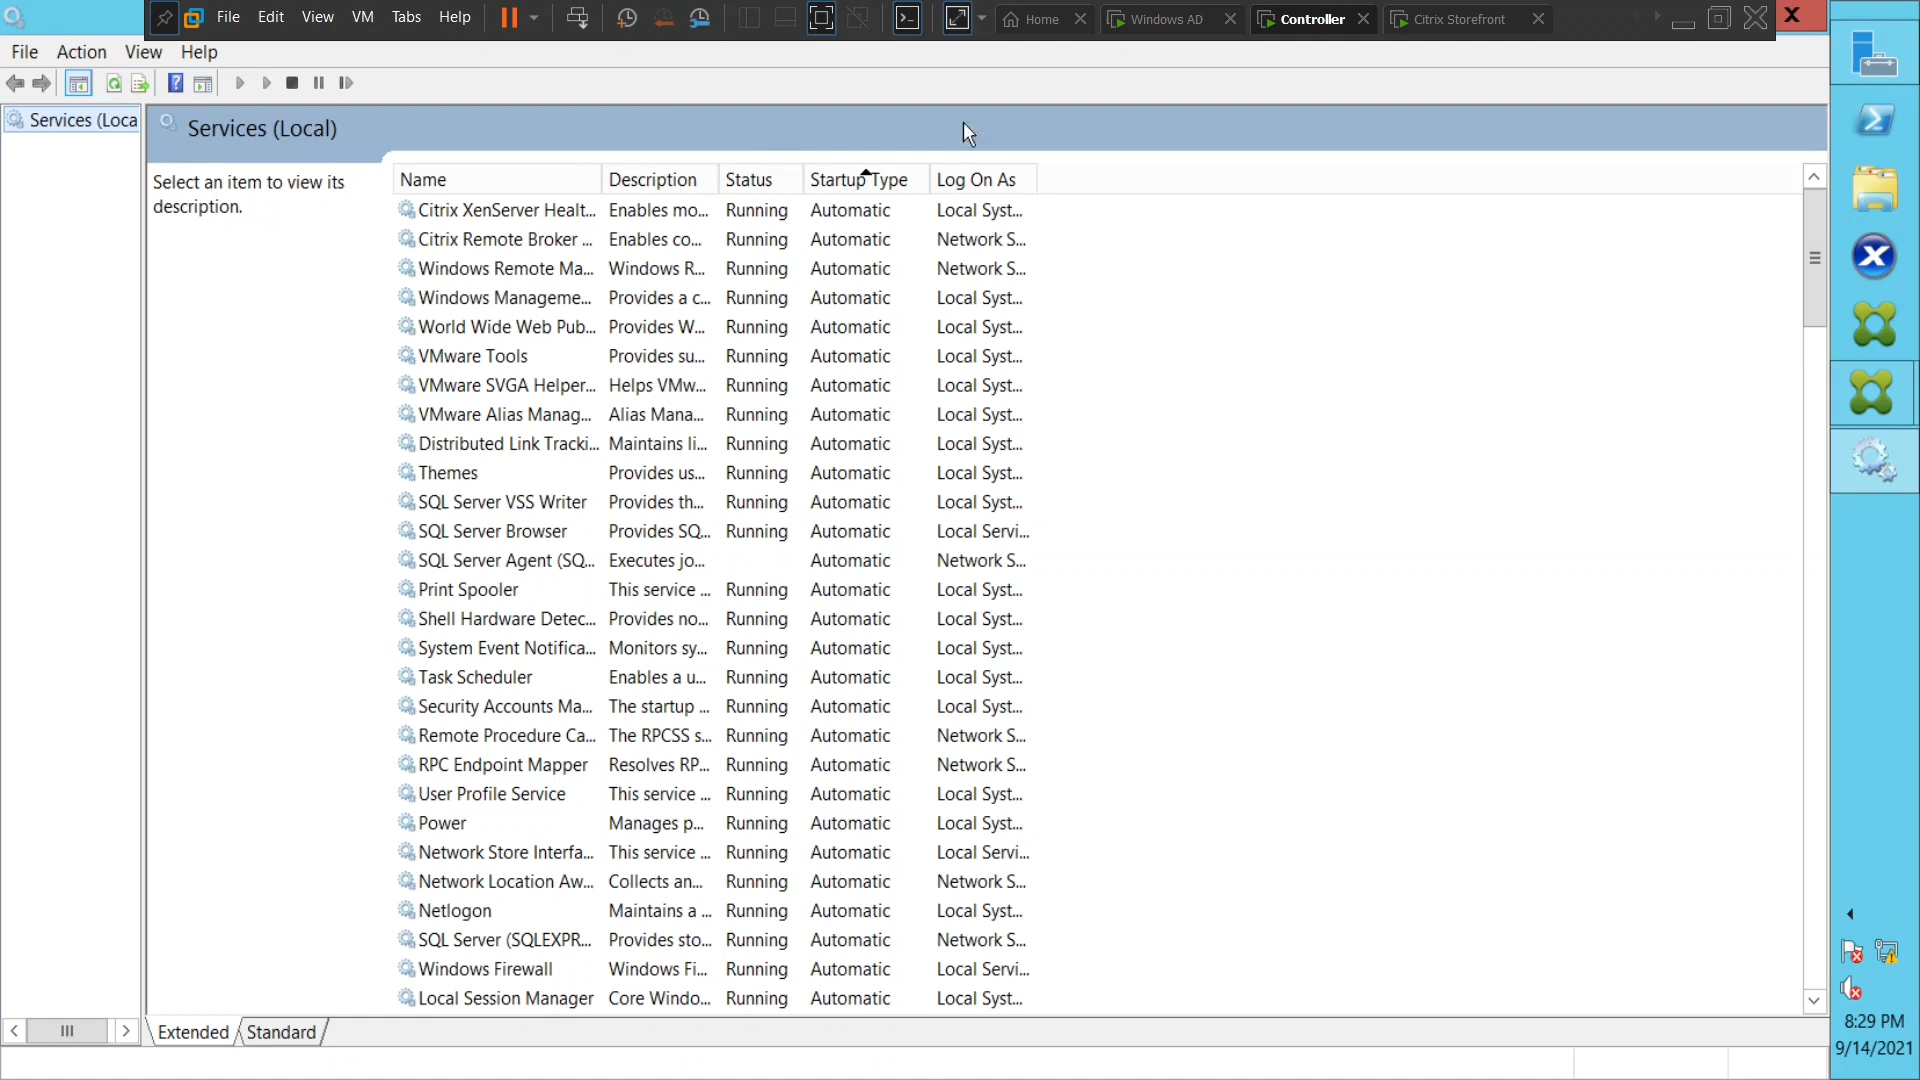 File Edit View VM Tabs Help Home Windows AD Controller Citrix Storefront
File Action View Help
Services (Loca
Services (Local)
Select an item to view its
description.
Name Description Status Startup Type Log On As
Citrix XenServer Healt... Enables mo... Running Automatic Local Syst...
Citrix Remote Broker ... Enables co... Running Automatic Network S...
Windows Remote Ma... Windows R... Running Automatic Network S...
Windows Manageme... Provides a c... Running Automatic Local Syst...
World Wide Web Pub... Provides W... Running Automatic Local Syst...
VMware Tools Provides su... Running Automatic Local Syst...
VMware SVGA Helper... Helps VMw... Running Automatic Local Syst...
VMware Alias Manag... Alias Mana... Running Automatic Local Syst...
Distributed Link Tracki... Maintains li... Running Automatic Local Syst...
Themes Provides us... Running Automatic Local Syst...
SQL Server VSS Writer Provides th... Running Automatic Local Syst...
SQL Server Browser Provides SQ... Running Automatic Local Servi...
SQL Server Agent (SQ... Executes jo... Automatic Network S...
Print Spooler This service ... Running Automatic Local Syst...
Shell Hardware Detec... Provides no... Running Automatic Local Syst...
System Event Notifica... Monitors sy... Running Automatic Local Syst...
Task Scheduler Enables a u... Running Automatic Local Syst...
Security Accounts Ma... The startup ... Running Automatic Local Syst...
Remote Procedure Ca... The RPCSS s... Running Automatic Network S...
RPC Endpoint Mapper Resolves RP... Running Automatic Network S...
User Profile Service This service ... Running Automatic Local Syst...
Power Manages p... Running Automatic Local Syst...
Network Store Interfa... This service ... Running Automatic Local Servi...
Network Location Aw... Collects an... Running Automatic Network S...
Netlogon Maintains a ... Running Automatic Local Syst...
SQL Server (SQLEXPR... Provides sto... Running Automatic Network S...
Windows Firewall Windows Fi... Running Automatic Local Servi...
Local Session Manager Core Windo... Running Automatic Local Syst...
Extended Standard
8:29 PM
9/14/2021